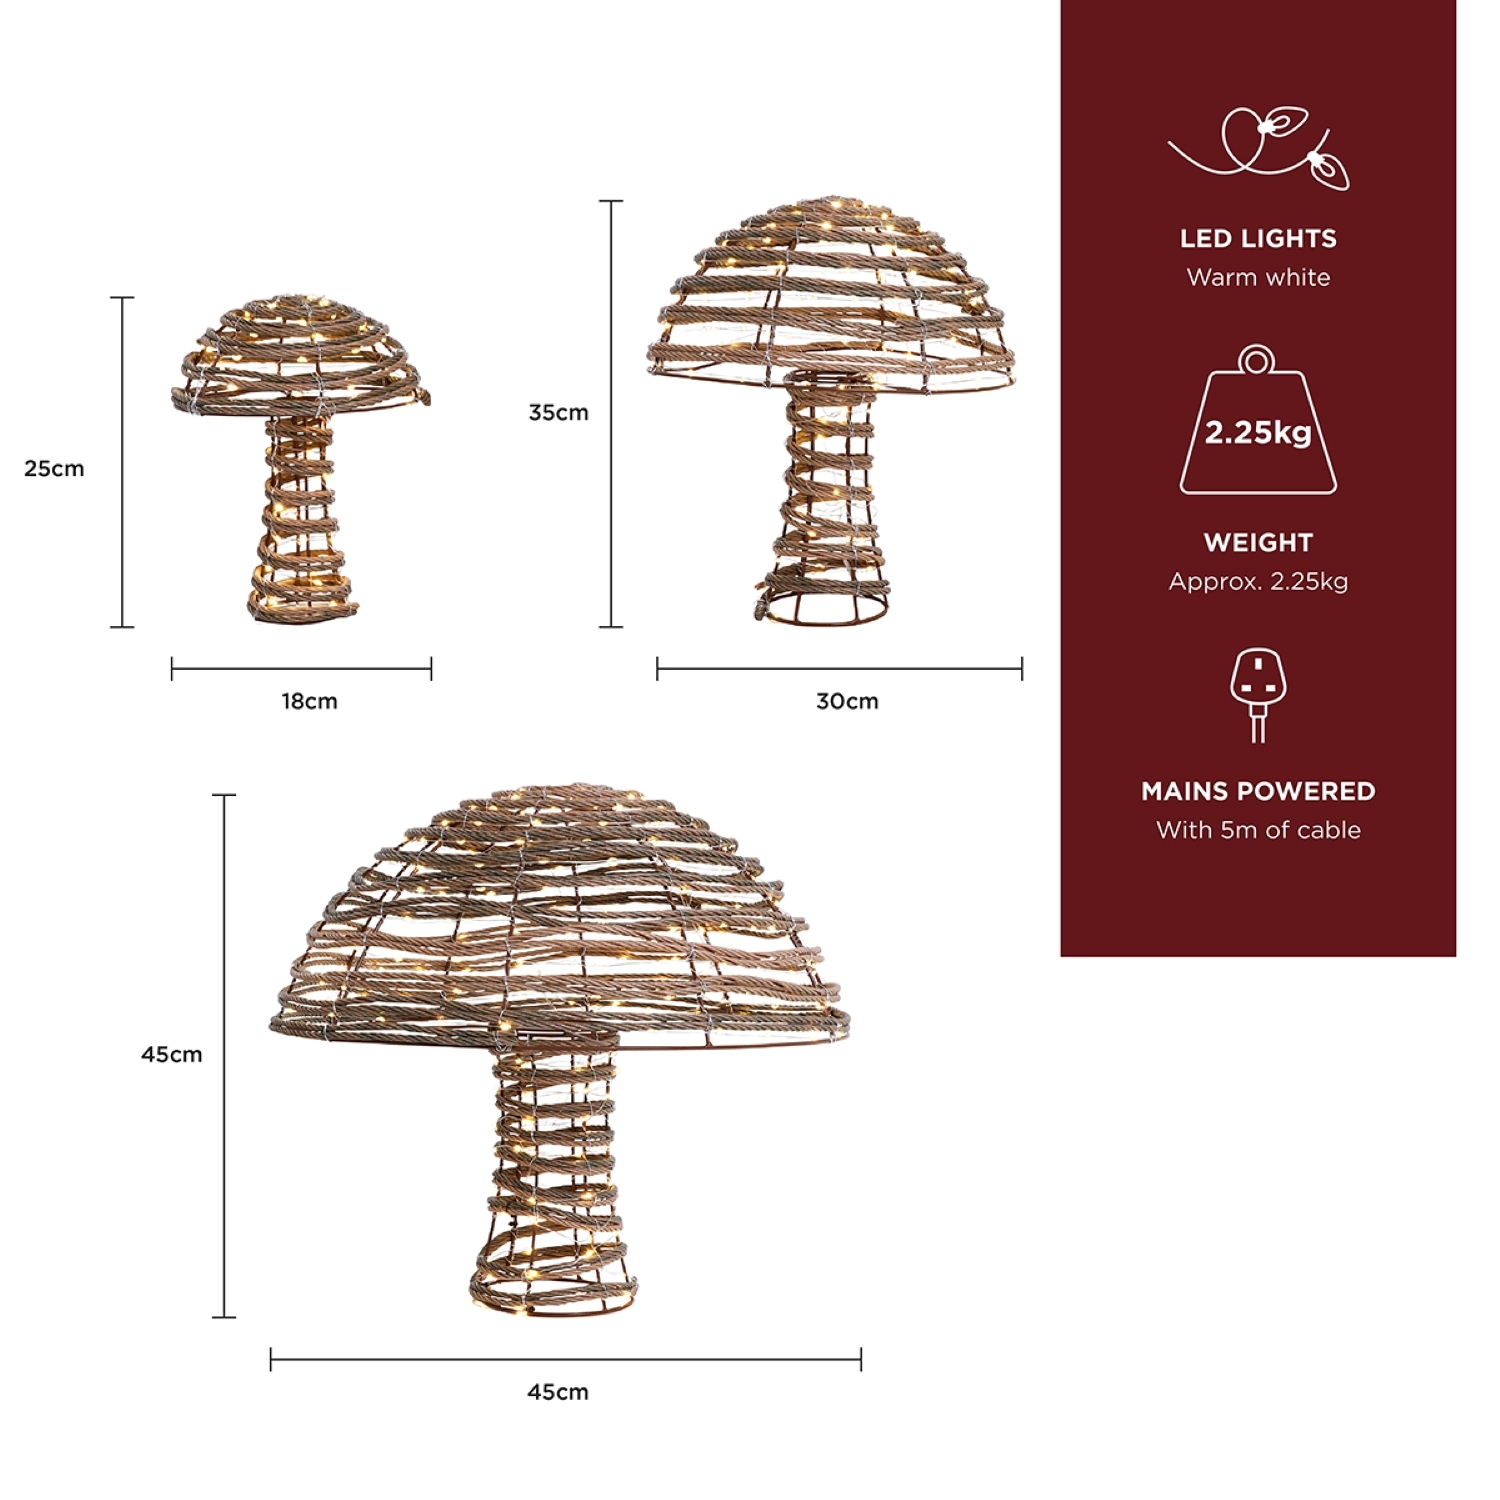 25cm
18cm
35cm
30cm
45cm
45cm
LED LIGHTS
Warm white
2.25kg
WEIGHT
Approx. 2.25kg
MAINS POWERED
With 5m of cable